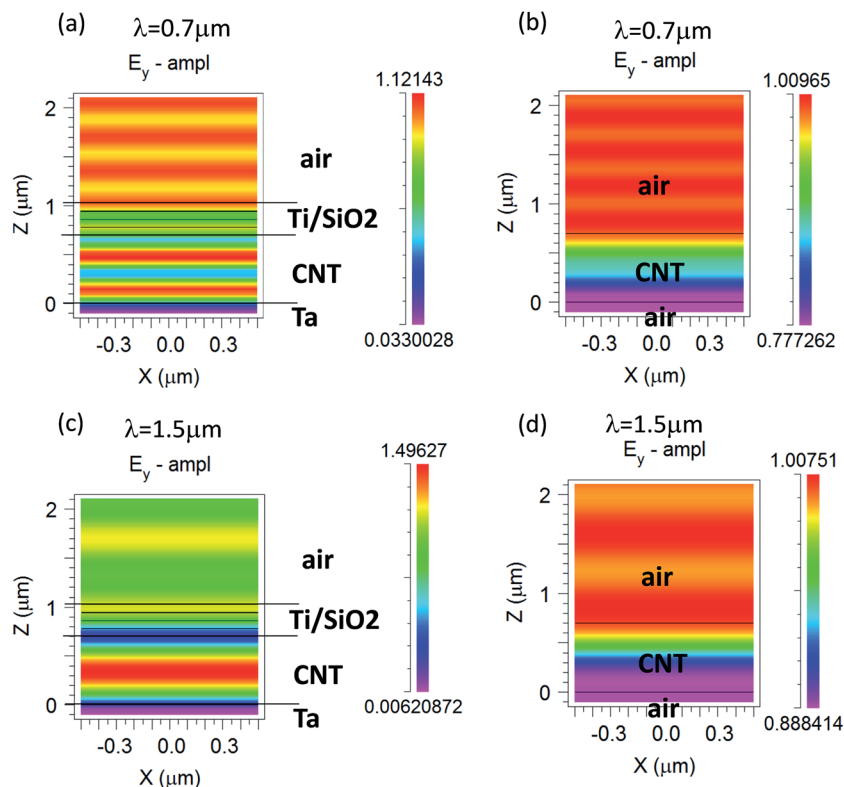 (a)
λ=0.7μm
Ey - ampl
1.12143
2
1
0
Z (μm)
air
Ti/SiO2
CNT
Ta
0.0330028
-0.3 0.0 0.3
X (μm)
(b)
λ=0.7μm
Ey - ampl
1.00965
2
1
0
Z (μm)
air
CNT
air
0.777262
-0.3 0.0 0.3
X (μm)
(c)
λ=1.5μm
Ey - ampl
1.49627
2
1
0
Z (μm)
air
Ti/SiO2
CNT
Ta
0.00620872
-0.3 0.0 0.3
X (μm)
(d)
λ=1.5μm
Ey - ampl
1.00751
2
1
0
Z (μm)
air
CNT
air
0.888414
-0.3 0.0 0.3
X (μm)